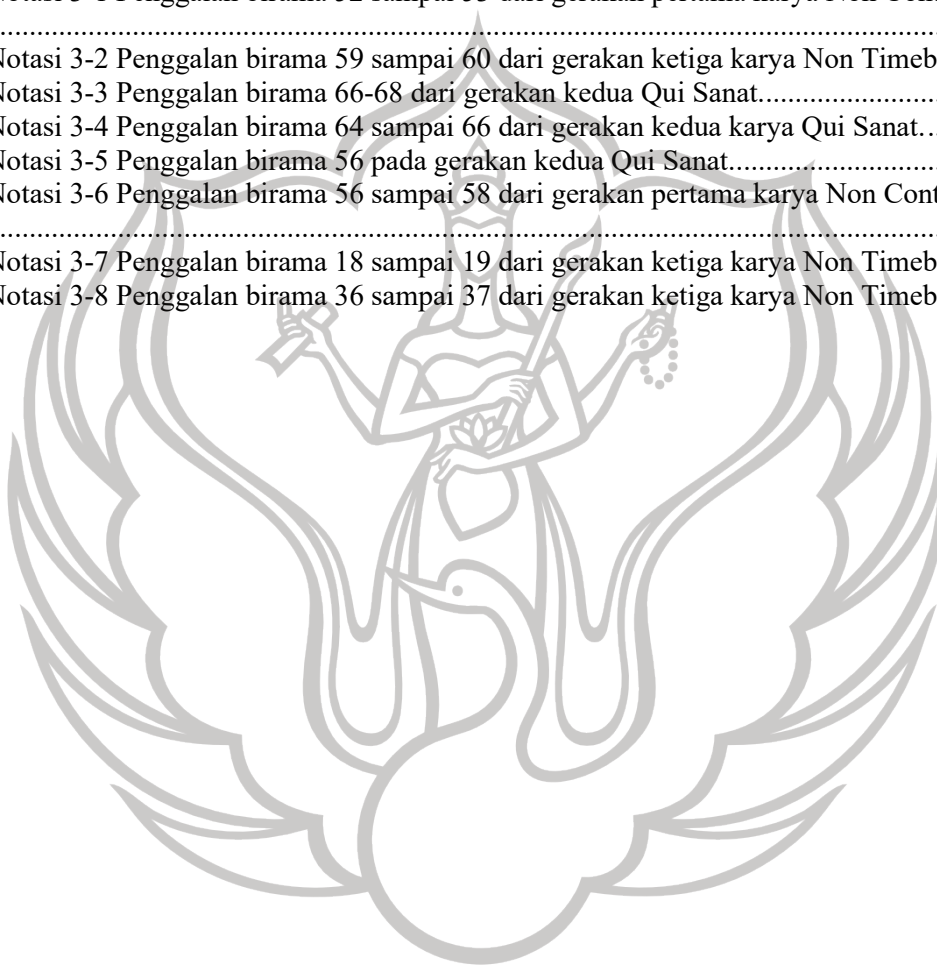 Notasi 3-2 Penggalan birama 59 sampai 60 dari gerakan ketiga karya Non Timeb
Notasi 3-3 Penggalan birama 66-68 dari gerakan kedua Qui Sanat.......................
Notasi 3-4 Penggalan birama 64 sampai 66 dari gerakan kedua karya Qui Sanat...
Notasi 3-5 Penggalan birama 56 pada gerakan kedua Qui Sanat...........................
Notasi 3-6 Penggalan birama 56 sampai 58 dari gerakan pertama karya Non Cont
................................................................................................................
Notasi 3-7 Penggalan birama 18 sampai 19 dari gerakan ketiga karya Non Timeb
Notasi 3-8 Penggalan birama 36 sampai 37 dari gerakan ketiga karya Non Timeb